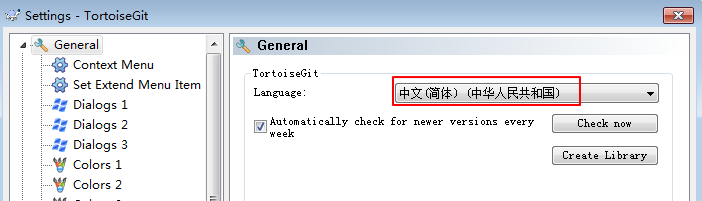 Settings - TortoiseGit
General
Context Menu
Set Extend Menu Item
Dialogs 1
Dialogs 2
Dialogs 3
Colors 1
Colors 2
General
TortoiseGit
Language:
中文(简体) (中华人民共和国)
Automatically check for newer versions every
week
Check now
Create Library